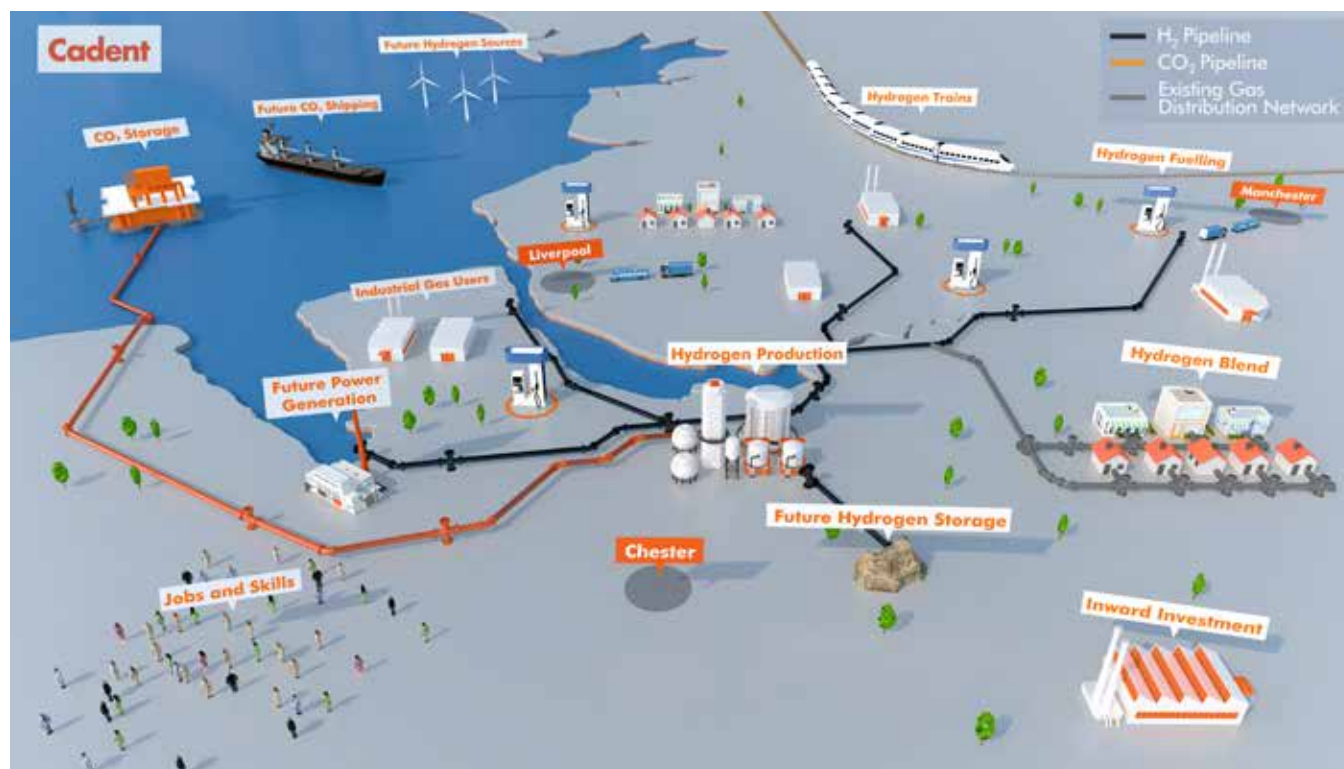 Cadent
Future Hydrogen Sources
H₂ Pipeline
CO₂ Pipeline
Existing Gas
Distribution Network
Future CO₂ Shipping
Hydrogen Trains
CO₂ Storage
Hydrogen Fuelling
Manchester
Liverpool
Industrial Gas Users
Hydrogen Production
Hydrogen Blend
Future Power
Generation
Future Hydrogen Storage
Chester
Jobs and Skills
Inward Investment